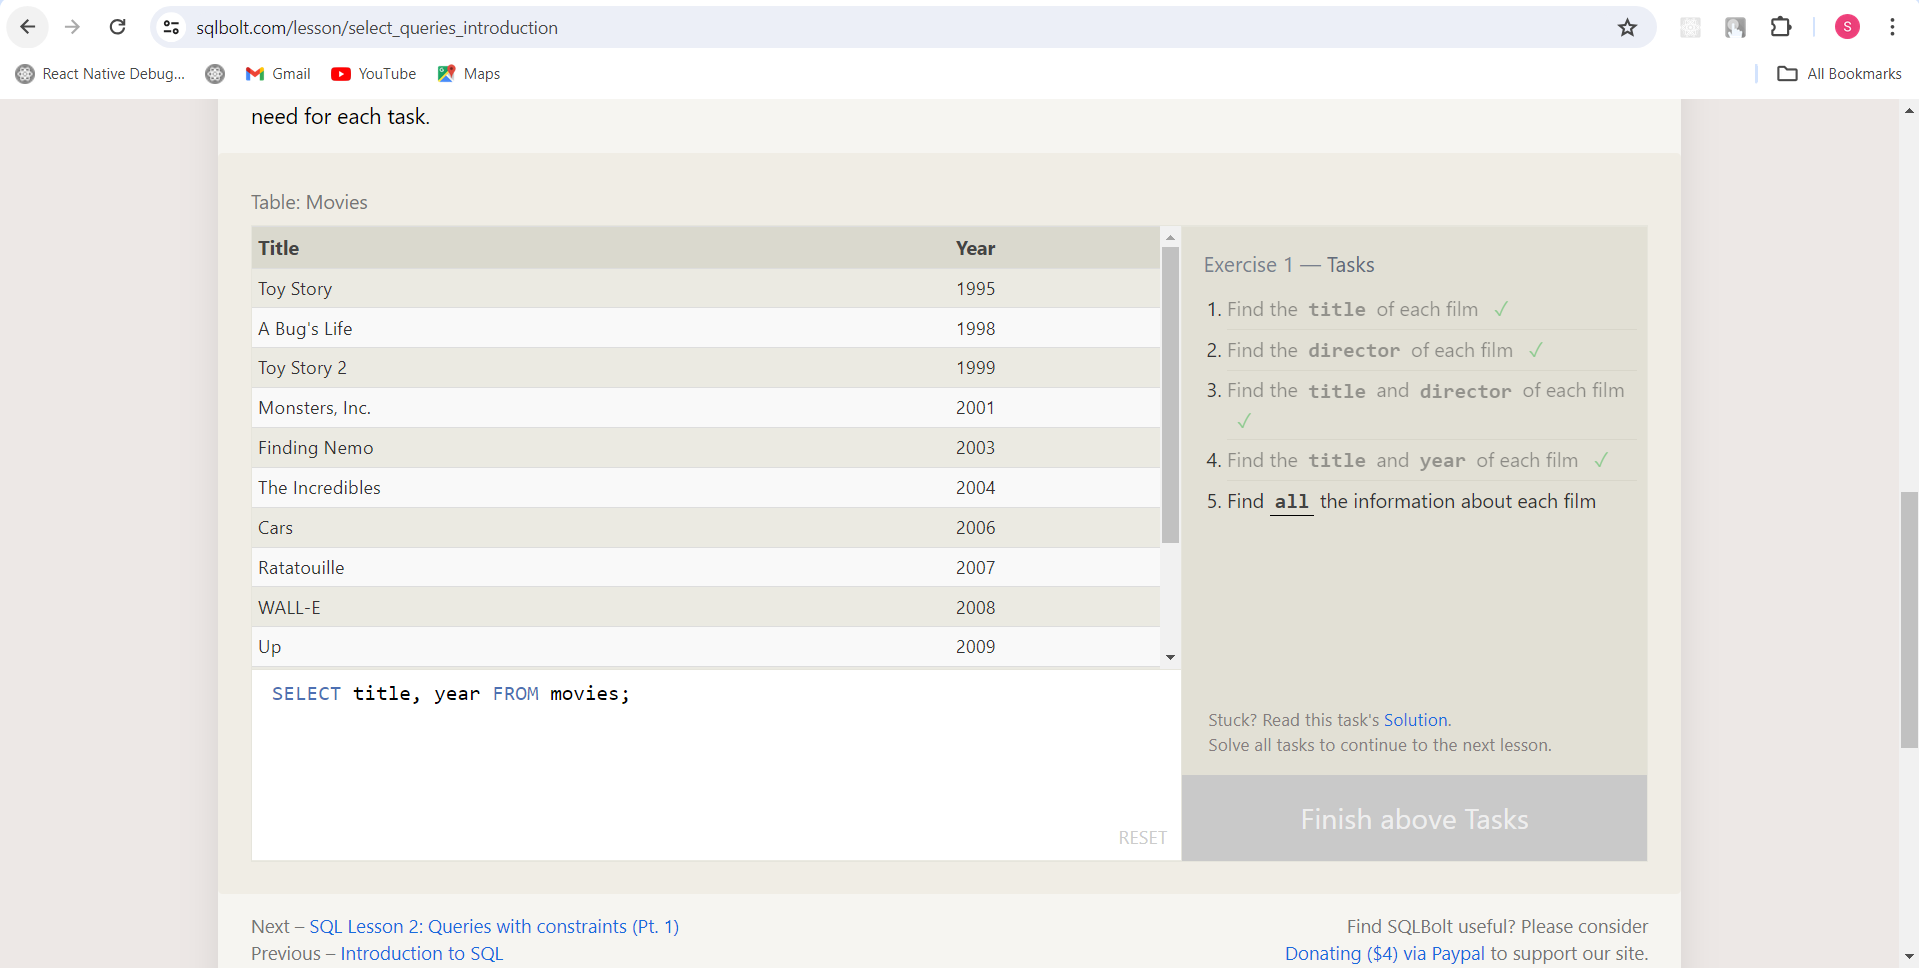 sqlbolt.com/lesson/select_queries_introduction
S
React Native Debug...
Gmail
YouTube
Maps
All Bookmarks
need for each task.
Table: Movies
Title Year
Toy Story 1995
A Bug's Life 1998
Toy Story 2 1999
Monsters, Inc. 2001
Finding Nemo 2003
The Incredibles 2004
Cars 2006
Ratatouille 2007
WALL-E 2008
Up 2009
SELECT title, year FROM movies;
RESET
Exercise 1 — Tasks
1. Find the title of each film ✓
2. Find the director of each film ✓
3. Find the title and director of each film
✓
4. Find the title and year of each film ✓
5. Find all the information about each film
Stuck? Read this task's Solution.
Solve all tasks to continue to the next lesson.
Finish above Tasks
Next – SQL Lesson 2: Queries with constraints (Pt. 1)
Previous – Introduction to SQL
Find SQLBolt useful? Please consider
Donating ($4) via Paypal to support our site.